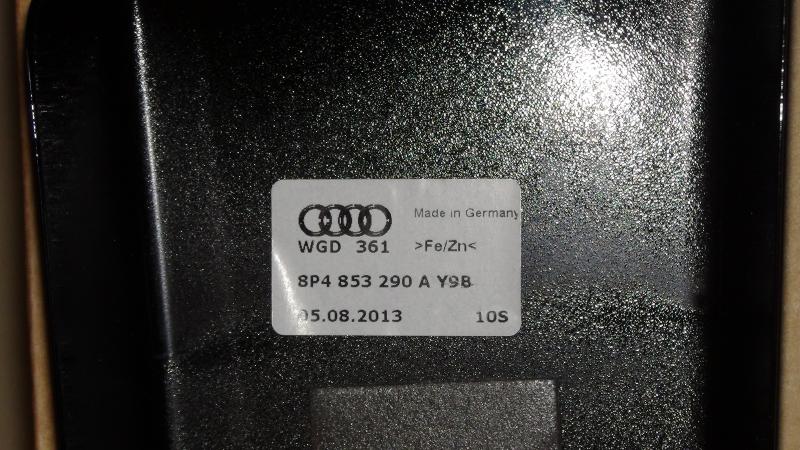 Made in Germany
WGD 361 >Fe/Zn<
8P4 853 290 A Y9B
05.08.2013 10S